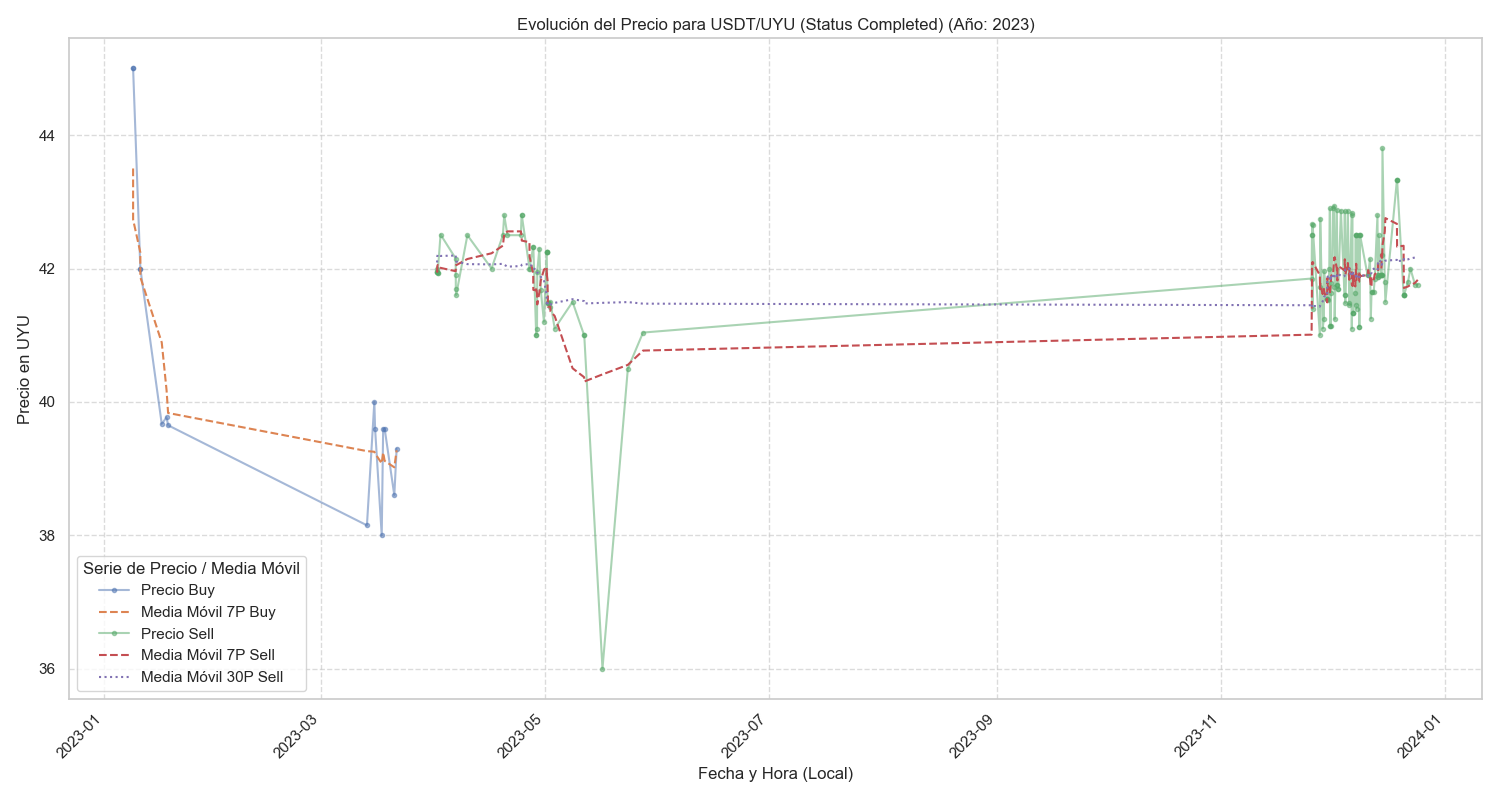 Evolución del Precio para USDT/UYU (Status Completed) (Año: 2023)
Precio en UYU
44
42
40
38
36
Serie de Precio / Media Móvil
Precio Buy
Media Móvil 7P Buy
Precio Sell
Media Móvil 7P Sell
Media Móvil 30P Sell
2023-01
2023-03
2023-05
2023-07
2023-09
2023-11
2024-01
Fecha y Hora (Local)